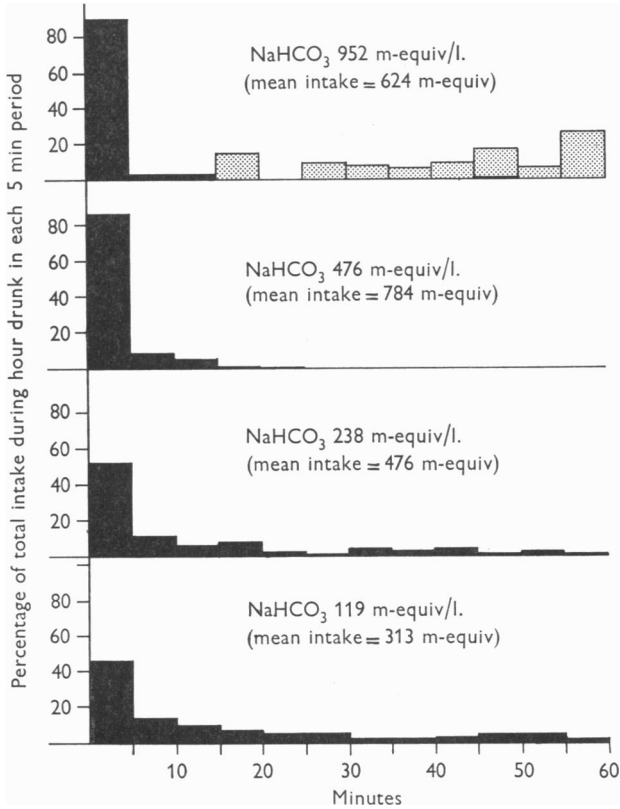 Percentage of total intake during hour drunk in each 5 min period
80
60
40
20
NaHCO₃ 952 m-equiv/l.
(mean intake = 624 m-equiv)
80
60
40
20
NaHCO₃ 476 m-equiv/l.
(mean intake = 784 m-equiv)
80
60
40
20
NaHCO₃ 238 m-equiv/l.
(mean intake = 476 m-equiv)
80
60
40
20
NaHCO₃ 119 m-equiv/l.
(mean intake = 313 m-equiv)
10 20 30 40 50 60
Minutes